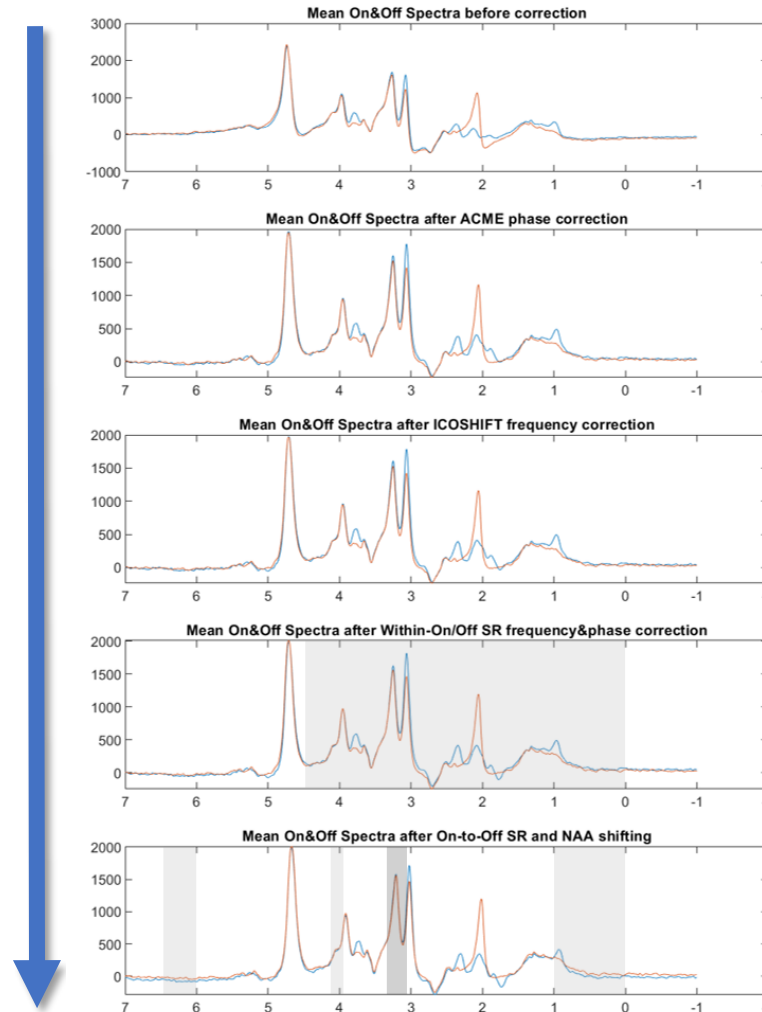 Mean On&Off Spectra before correction
3000
2000
1000
0
-1000
7 6 5 4 3 2 1 0 -1
Mean On&Off Spectra after ACME phase correction
2000
1500
1000
500
0
7 6 5 4 3 2 1 0 -1
Mean On&Off Spectra after ICOSHIFT frequency correction
2000
1500
1000
500
0
7 6 5 4 3 2 1 0 -1
Mean On&Off Spectra after Within-On/Off SR frequency&phase correction
2000
1500
1000
500
0
7 6 5 4 3 2 1 0 -1
Mean On&Off Spectra after On-to-Off SR and NAA shifting
2000
1500
1000
500
0
7 6 5 4 3 2 1 0 -1